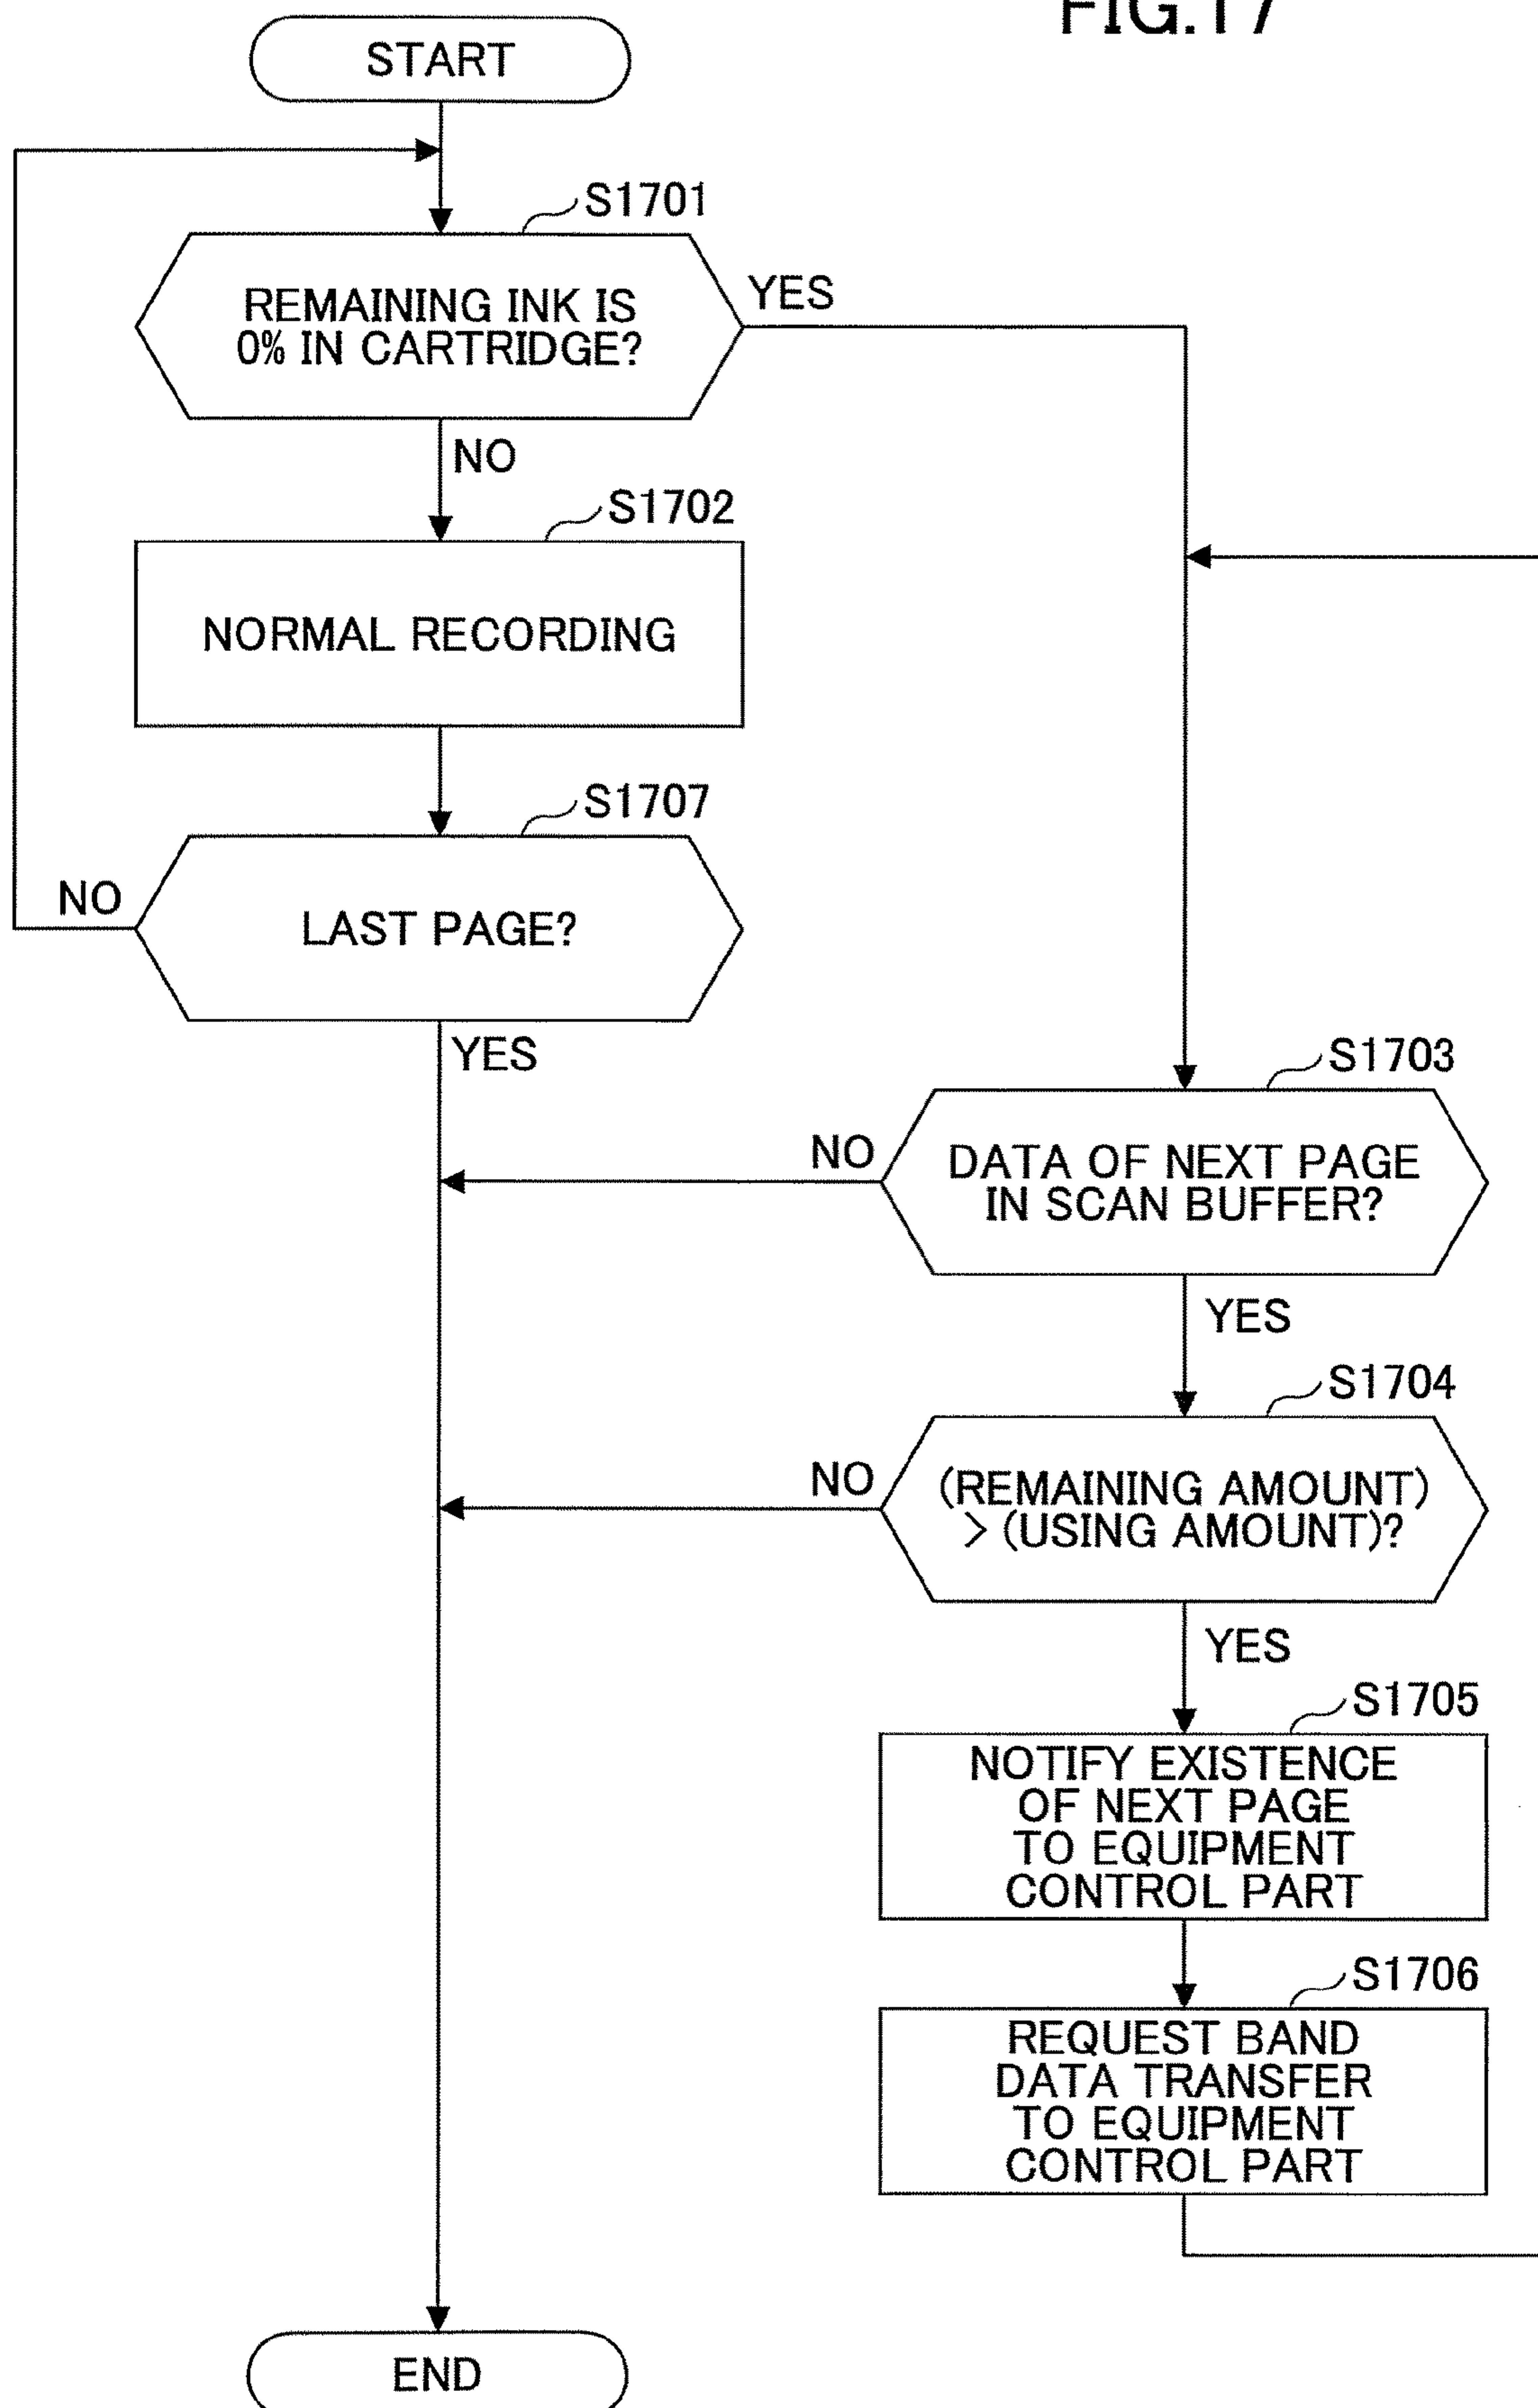 FIG.17
START
S1701
REMAINING INK IS
0% IN CARTRIDGE?
YES
NO
S1702
NORMAL RECORDING
S1707
LAST PAGE?
NO
YES
S1703
DATA OF NEXT PAGE
IN SCAN BUFFER?
NO
YES
S1704
(REMAINING AMOUNT)
> (USING AMOUNT)?
NO
YES
S1705
NOTIFY EXISTENCE
OF NEXT PAGE
TO EQUIPMENT
CONTROL PART
S1706
REQUEST BAND
DATA TRANSFER
TO EQUIPMENT
CONTROL PART
END